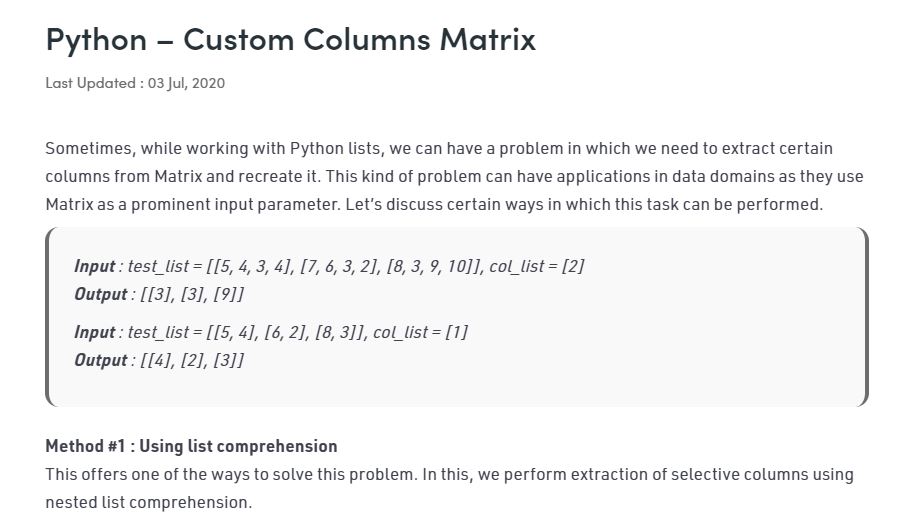 Python – Custom Columns Matrix
Last Updated : 03 Jul, 2020
Sometimes, while working with Python lists, we can have a problem in which we need to extract certain
columns from Matrix and recreate it. This kind of problem can have applications in data domains as they use
Matrix as a prominent input parameter. Let’s discuss certain ways in which this task can be performed.
Input : test_list = [[5, 4, 3, 4], [7, 6, 3, 2], [8, 3, 9, 10]], col_list = [2]
Output : [[3], [3], [9]]
Input : test_list = [[5, 4], [6, 2], [8, 3]], col_list = [1]
Output : [[4], [2], [3]]
Method #1 : Using list comprehension
This offers one of the ways to solve this problem. In this, we perform extraction of selective columns using
nested list comprehension.